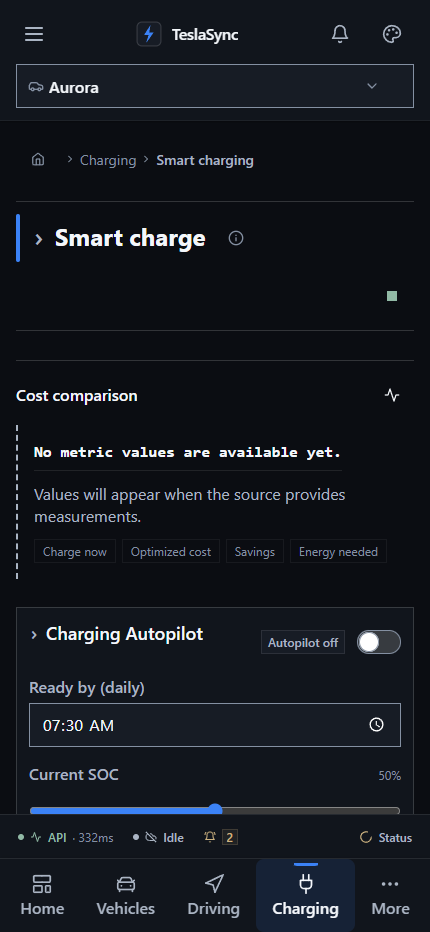 TeslaSync
Aurora
Charging
Smart charging
Smart charge
Cost comparison
No metric values are available yet.
Values will appear when the source provides
measurements.
Charge now
Optimized cost
Savings
Energy needed
Charging Autopilot
Autopilot off
Ready by (daily)
07:30 AM
Current SOC
50%
API · 332ms
Idle
2
Status
Home
Vehicles
Driving
Charging
More